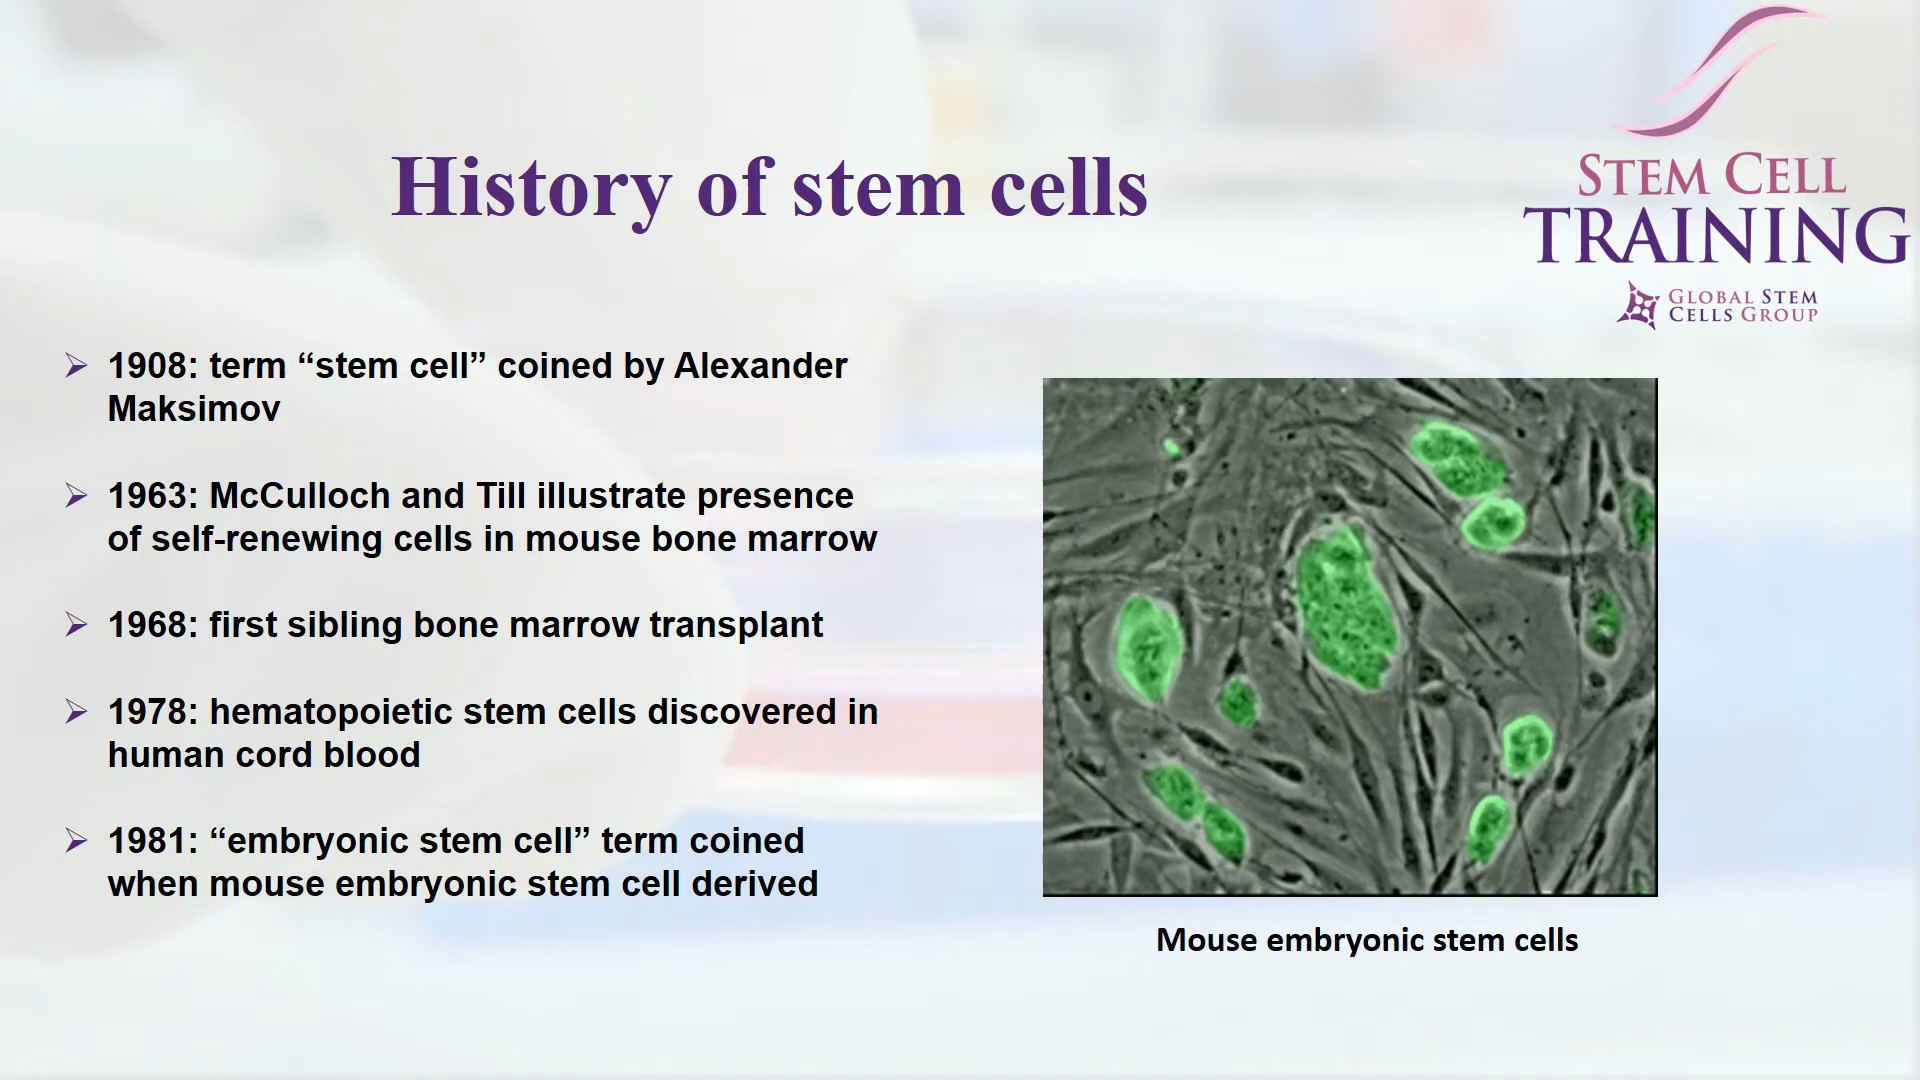 History of stem cells
STEM CELL
TRAINING
GLOBAL STEM
CELLS GROUP
➢ 1908: term “stem cell” coined by Alexander
Maksimov
➢ 1963: McCulloch and Till illustrate presence
of self-renewing cells in mouse bone marrow
➢ 1968: first sibling bone marrow transplant
➢ 1978: hematopoietic stem cells discovered in
human cord blood
➢ 1981: “embryonic stem cell” term coined
when mouse embryonic stem cell derived
Mouse embryonic stem cells